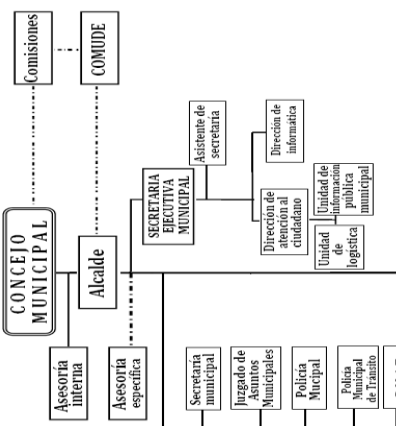 CONCEJO
MUNICIPAL
Comisiones
Alcalde
COMUDE
Asesoría
interna
Asesoría
especifica
SECRETARIA
EJECUTIVA
MUNICIPAL
Asistente de
secretaría
Dirección de
atención al
ciudadano
Dirección de
informática
Unidad
de
logística
Unidad de
información
pública
municipal
Secretaría
municipal
Juzgado de
Asuntos
Municipales
Policía
Mucipal
Policía
Municipal
de Tránsito